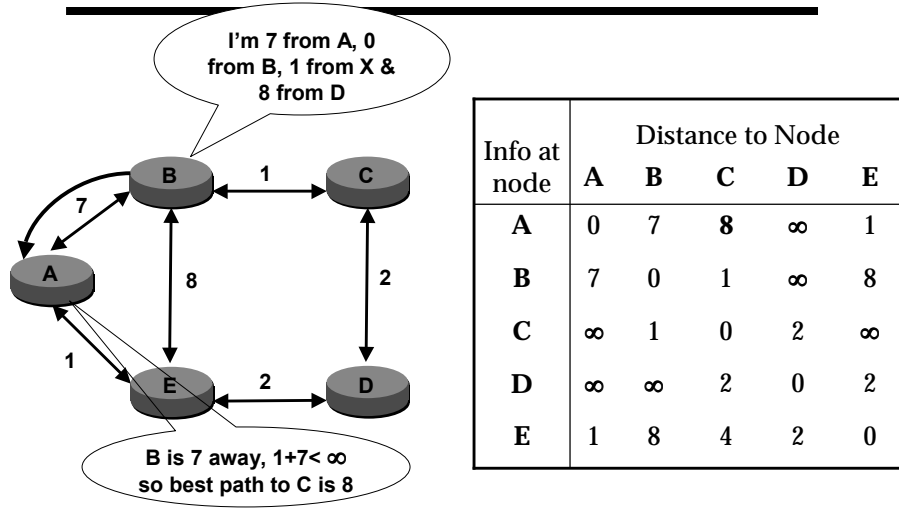 I'm 7 from A, 0
from B, 1 from X &
8 from D
B
1
C
7
A
8
2
1
E
2
D
B is 7 away, 1+7< ∞
so best path to C is 8
Info at
node
Distance to Node
A B C D E
A 0 7 8 ∞ 1
B 7 0 1 ∞ 8
C ∞ 1 0 2 ∞
D ∞ ∞ 2 0 2
E 1 8 4 2 0